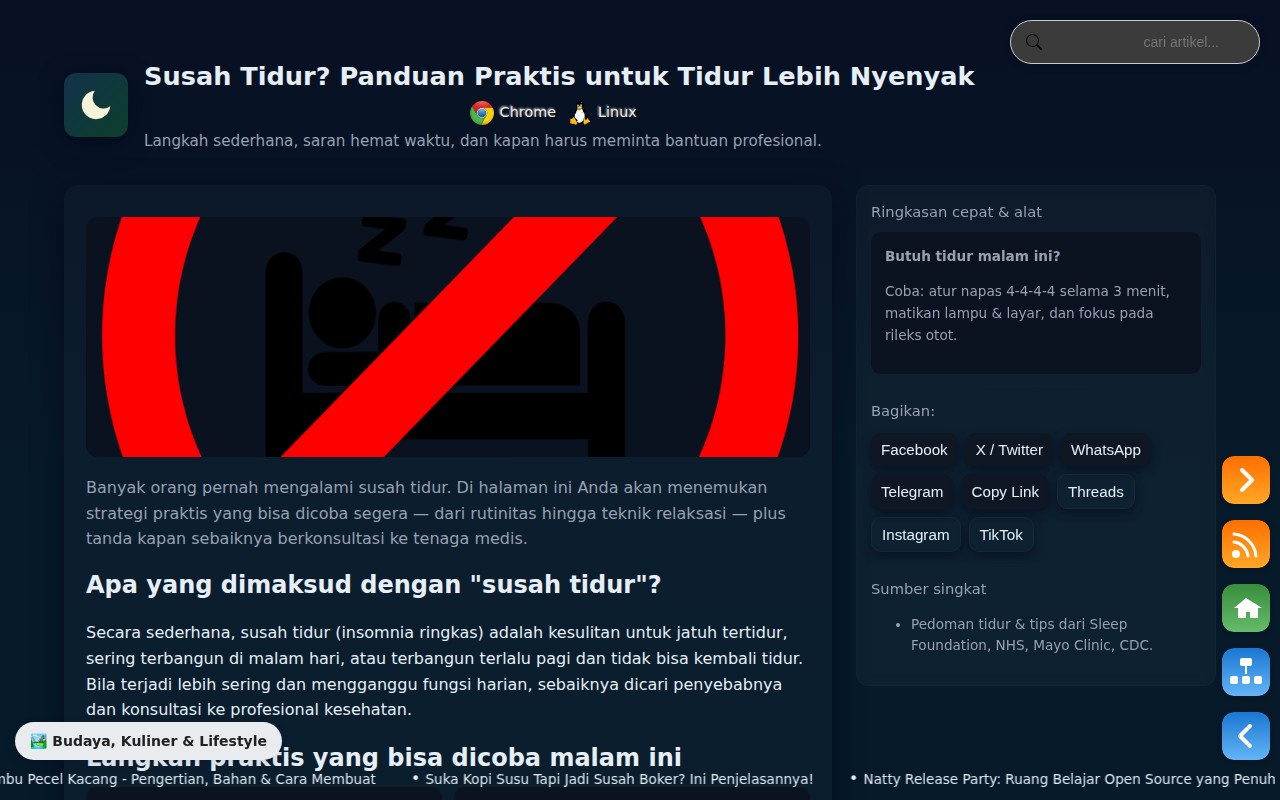 cari artikel...
Susah Tidur? Panduan Praktis untuk Tidur Lebih Nyenyak
Chrome Linux
Langkah sederhana, saran hemat waktu, dan kapan harus meminta bantuan profesional.
Banyak orang pernah mengalami susah tidur. Di halaman ini Anda akan menemukan
strategi praktis yang bisa dicoba segera — dari rutinitas hingga teknik relaksasi — plus
tanda kapan sebaiknya berkonsultasi ke tenaga medis.
Apa yang dimaksud dengan "susah tidur"?
Secara sederhana, susah tidur (insomnia ringkas) adalah kesulitan untuk jatuh tertidur,
sering terbangun di malam hari, atau terbangun terlalu pagi dan tidak bisa kembali tidur.
Bila terjadi lebih sering dan mengganggu fungsi harian, sebaiknya dicari penyebabnya
dan konsultasi ke profesional kesehatan.
Langkah praktis yang bisa dicoba malam ini
Ringkasan cepat & alat
Butuh tidur malam ini?
Coba: atur napas 4-4-4-4 selama 3 menit,
matikan lampu & layar, dan fokus pada
rileks otot.
Bagikan:
Facebook X / Twitter WhatsApp
Telegram Copy Link Threads
Instagram TikTok
Sumber singkat
• Pedoman tidur & tips dari Sleep
Foundation, NHS, Mayo Clinic, CDC.
Budaya, Kuliner & Lifestyle
mbu Pecel Kacang - Pengertian, Bahan & Cara Membuat • Suka Kopi Susu Tapi Jadi Susah Boker? Ini Penjelasannya! • Natty Release Party: Ruang Belajar Open Source yang Penuh